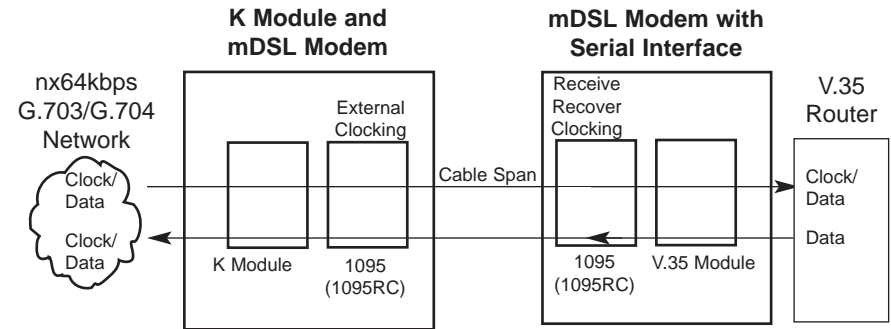 K Module and
mDSL Modem
mDSL Modem with
Serial Interface
nx64kbps
G.703/G.704
Network
External
Clocking
Receive
Recover
Clocking
V.35
Router
Clock/
Data
Cable Span
Clock/
Data
Clock/
Data
Data
K Module
1095
(1095RC)
1095
(1095RC)
V.35 Module